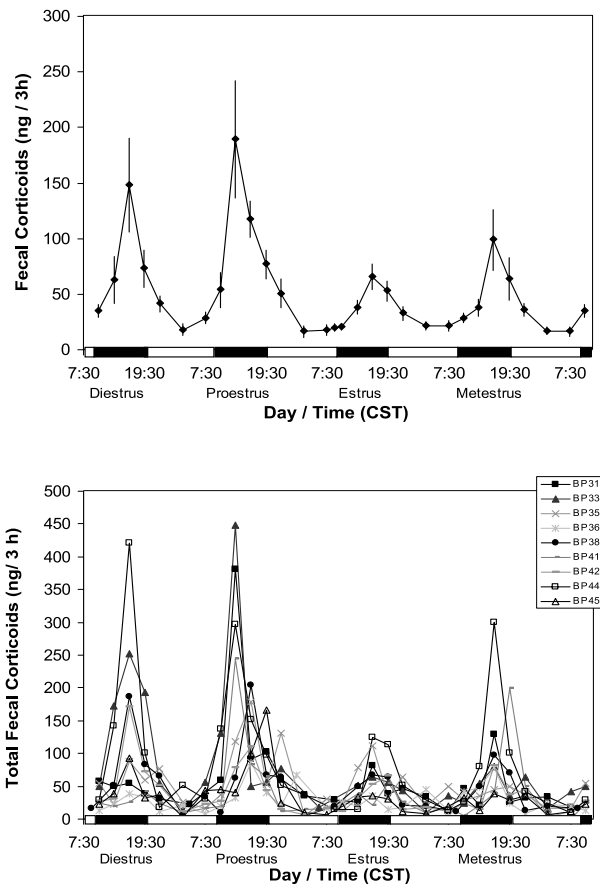 300
250
200
150
100
50
0
Fecal Corticoids (ng / 3h)
7:30 19:30 7:30 19:30 7:30 19:30 7:30 19:30 7:30
Diestrus Proestrus Estrus Metestrus
Day / Time (CST)
500
450
400
350
300
250
200
150
100
50
0
Total Fecal Corticoids (ng/ 3 h)
BP31
BP33
BP35
BP36
BP38
BP41
BP42
BP44
BP45
7:30 19:30 7:30 19:30 7:30 19:30 7:30 19:30 7:30
Diestrus Proestrus Estrus Metestrus
Day / Time (CST)